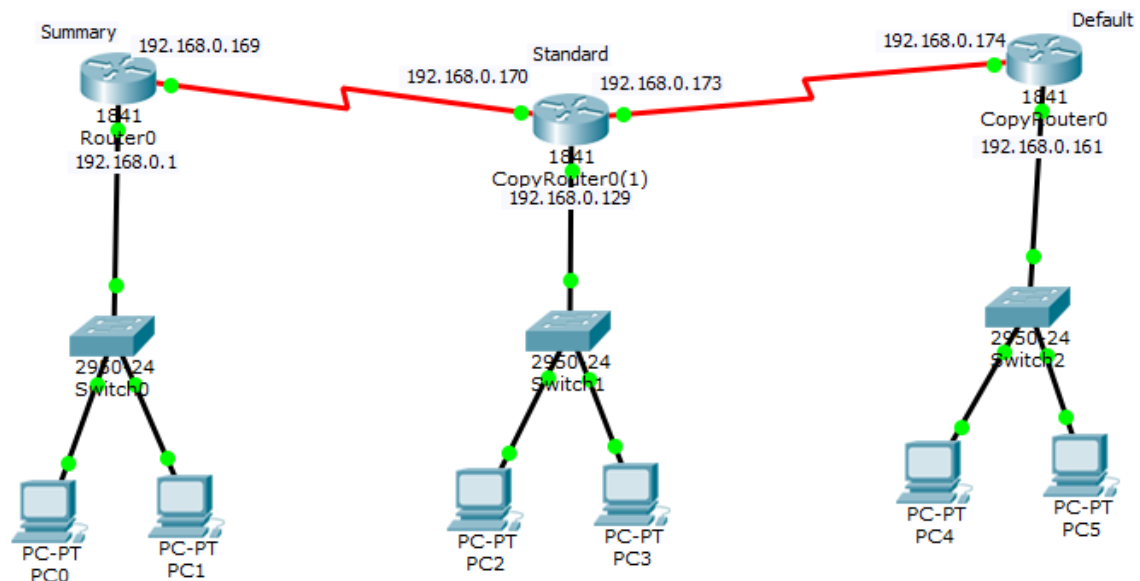 Summary
192.168.0.169
1841
Router0
192.168.0.1
Standard
192.168.0.170
192.168.0.173
1841
CopyRouter0(1)
192.168.0.129
Default
192.168.0.174
1841
CopyRouter0
192.168.0.161
2950-24
Switch0
2950-24
Switch1
2950-24
Switch2
PC-PT
PC0
PC-PT
PC1
PC-PT
PC2
PC-PT
PC3
PC-PT
PC4
PC-PT
PC5